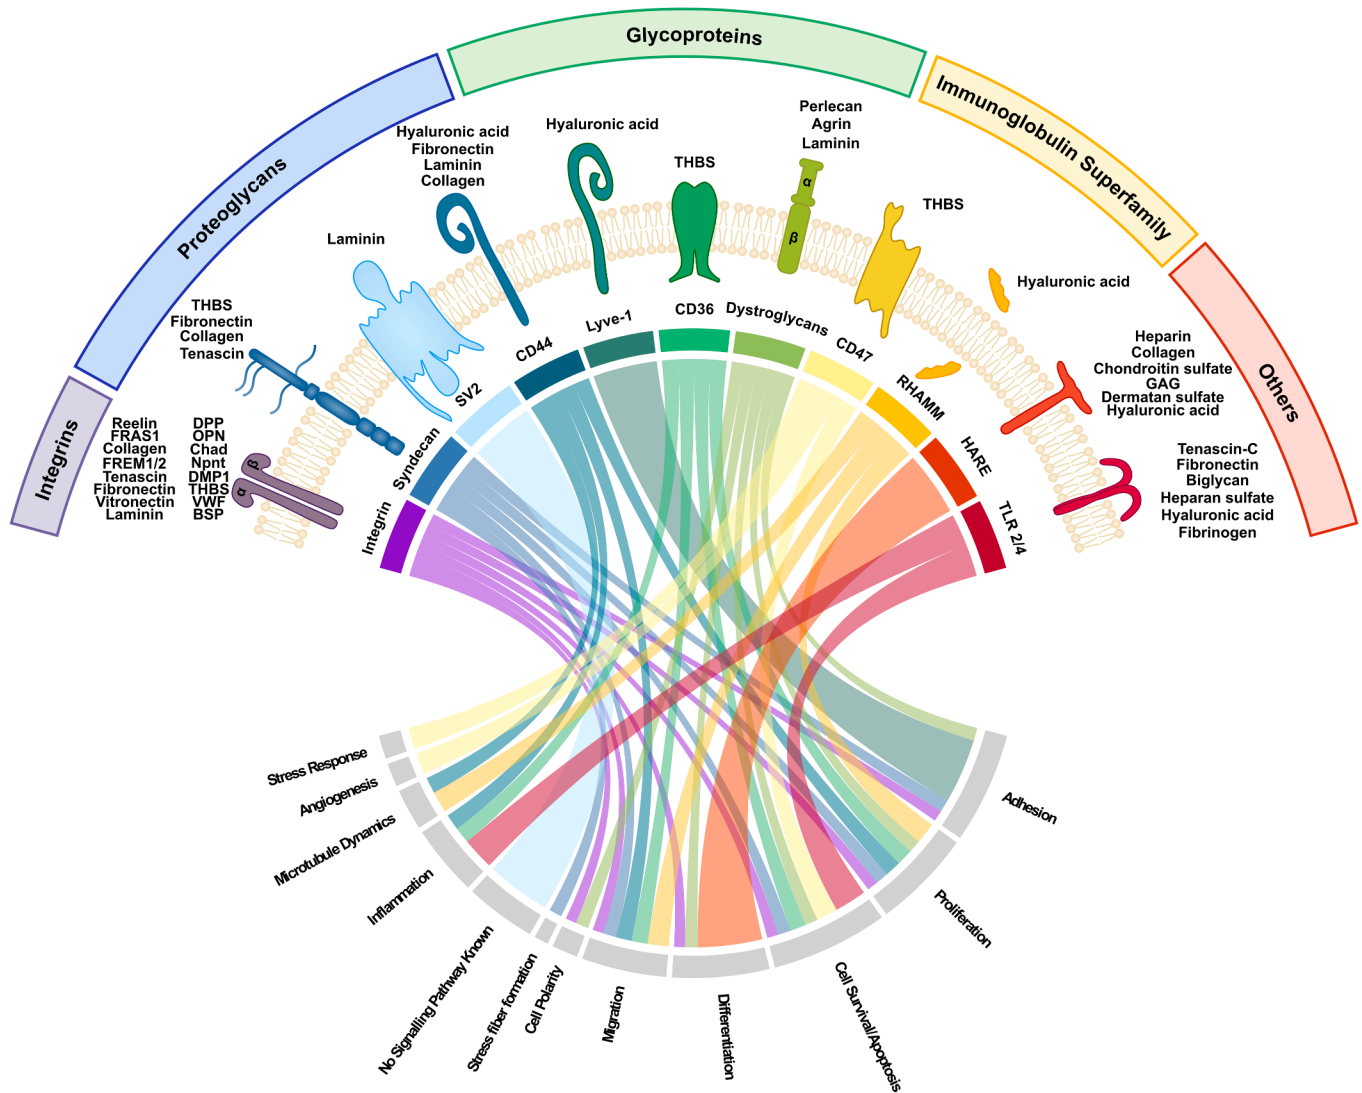 Glycoproteins
Proteoglycans
Immunoglobulin Superfamily
Integrins
Others
Reelin
FRAS1
Collagen
FREM1/2
Tenascin
Fibronectin
Vitronectin
Laminin
DPP
OPN
Chad
Npnt
DMP1
THBS
VWF
BSP
β
α
THBS
Fibronectin
Collagen
Tenascin
Laminin
Hyaluronic acid
Fibronectin
Laminin
Collagen
Hyaluronic acid
THBS
Perlecan
Agrin
Laminin
α
β
THBS
Hyaluronic acid
Heparin
Collagen
Chondroitin sulfate
GAG
Dermatan sulfate
Hyaluronic acid
Tenascin-C
Fibronectin
Biglycan
Heparan sulfate
Hyaluronic acid
Fibrinogen
Integrin
Syndecan
SV2
CD44
Lyve-1
CD36
Dystroglycans
CD47
RHAMM
HARE
TLR 2/4
Stress Response
Angiogenesis
Microtubule Dynamics
Inflammation
No Signalling Pathway Known
Stress fiber formation
Cell Polarity
Migration
Differentiation
Cell Survival/Apoptosis
Proliferation
Adhesion